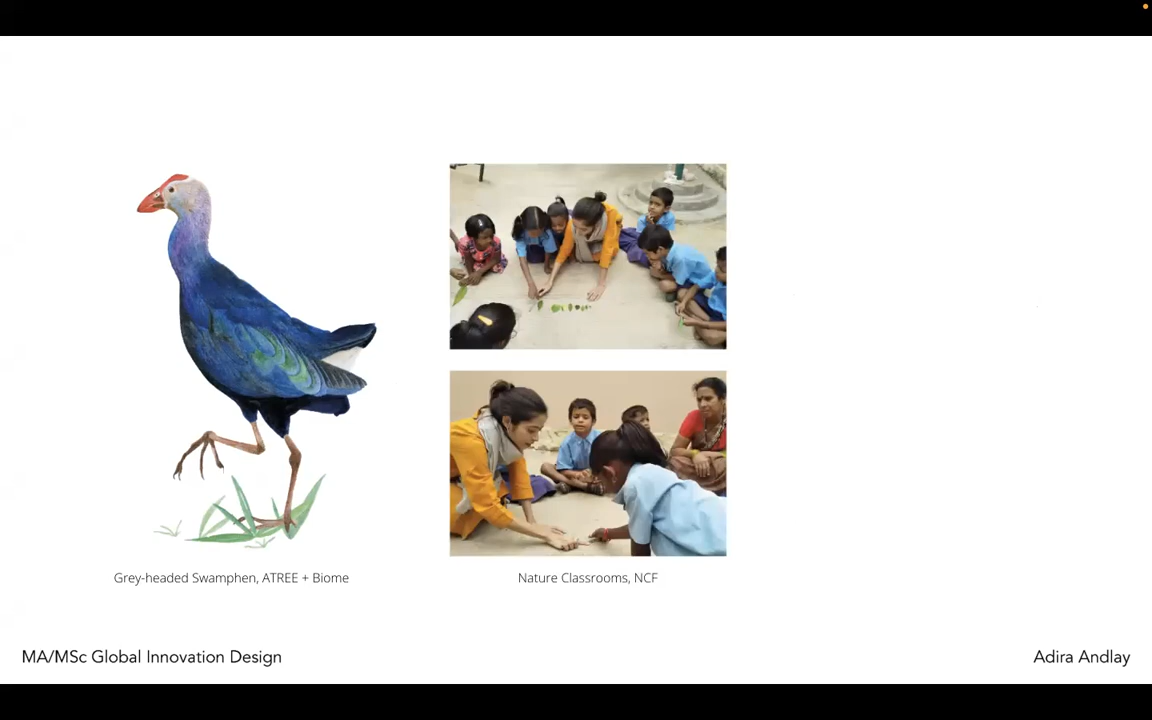 Grey-headed Swamphen, ATREE + Biome
Nature Classrooms, NCF
MA/MSc Global Innovation Design
Adira Andlay